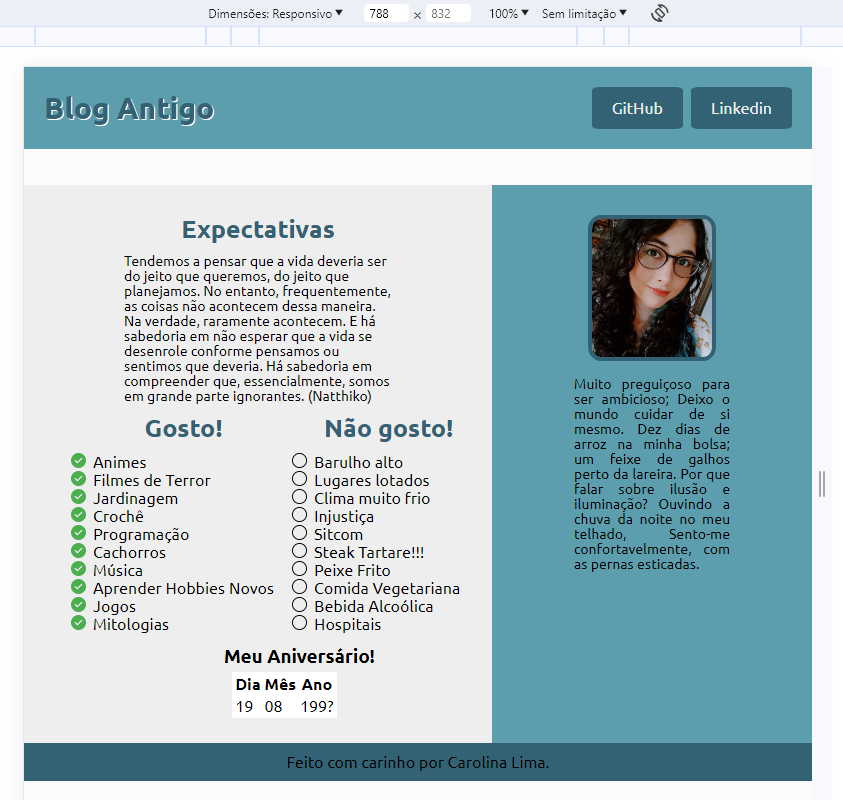 Dimensões: Responsivo ▼ 788 × 832 100% ▼ Sem limitação ▼
Blog Antigo
GitHub Linkedin
Expectativas
Tendemos a pensar que a vida deveria ser
do jeito que queremos, do jeito que
planejamos. No entanto, frequentemente,
as coisas não acontecem dessa maneira.
Na verdade, raramente acontecem. E há
sabedoria em não esperar que a vida se
desenrole conforme pensamos ou
sentimos que deveria. Há sabedoria em
compreender que, essencialmente, somos
em grande parte ignorantes. (Natthiko)
Gosto!
Animes
Filmes de Terror
Jardinagem
Crochê
Programação
Cachorros
Música
Aprender Hobbies Novos
Jogos
Mitologias
Não gosto!
Barulho alto
Lugares lotados
Clima muito frio
Injustiça
Sitcom
Steak Tartare!!!
Peixe Frito
Comida Vegetariana
Bebida Alcoólica
Hospitais
Meu Aniversário!
Dia Mês Ano
19 08 199?
Muito preguiçoso para
ser ambicioso; Deixo o
mundo cuidar de si
mesmo. Dez dias de
arroz na minha bolsa;
um feixe de galhos
perto da lareira. Por que
falar sobre ilusão e
iluminação? Ouvindo a
chuva da noite no meu
telhado, Sento-me
confortavelmente, com
as pernas esticadas.
Feito com carinho por Carolina Lima.